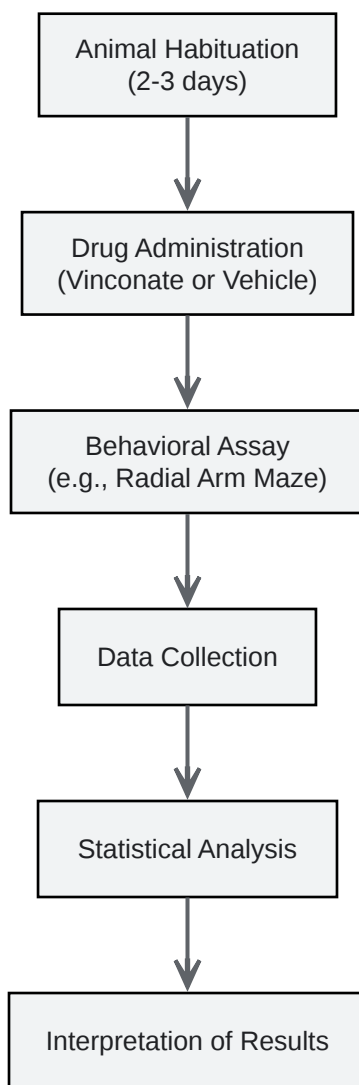 Animal Habituation
(2-3 days)
Drug Administration
(Vinconate or Vehicle)
Behavioral Assay
(e.g., Radial Arm Maze)
Data Collection
Statistical Analysis
Interpretation of Results